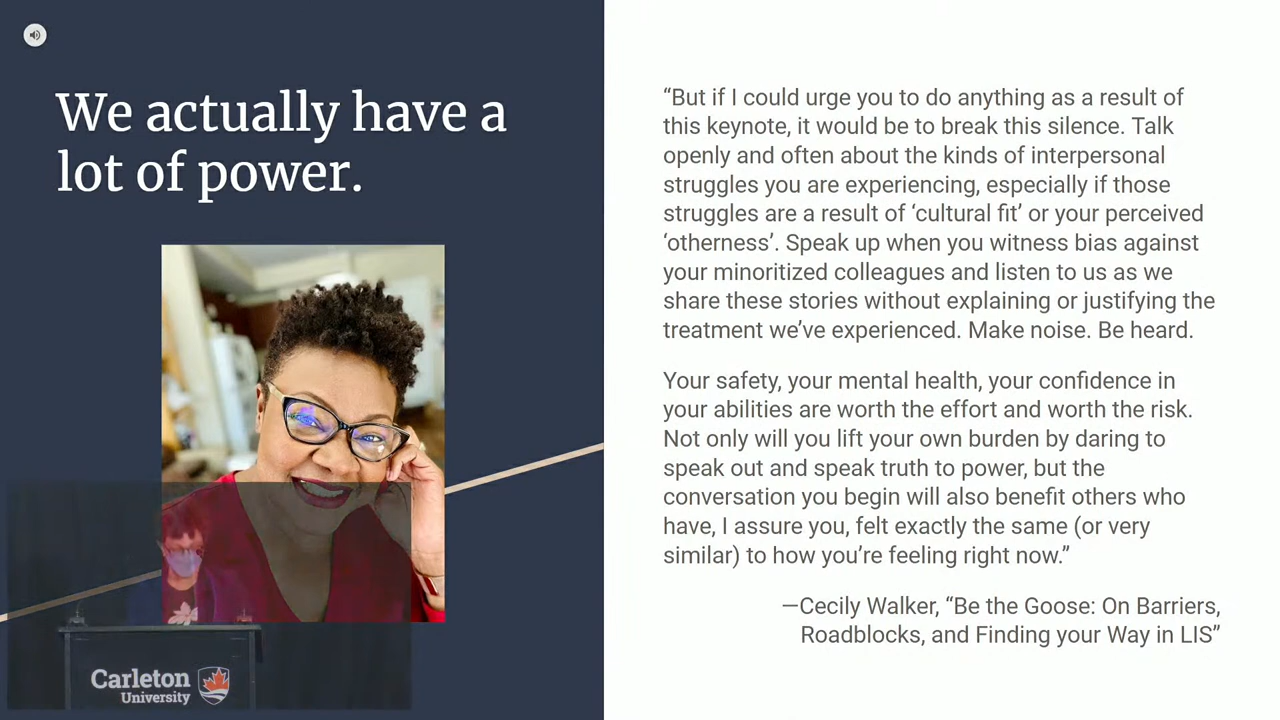 We actually have a
lot of power.
“But if I could urge you to do anything as a result of
this keynote, it would be to break this silence. Talk
openly and often about the kinds of interpersonal
struggles you are experiencing, especially if those
struggles are a result of ‘cultural fit’ or your perceived
‘otherness’. Speak up when you witness bias against
your minoritized colleagues and listen to us as we
share these stories without explaining or justifying the
treatment we’ve experienced. Make noise. Be heard.
Your safety, your mental health, your confidence in
your abilities are worth the effort and worth the risk.
Not only will you lift your own burden by daring to
speak out and speak truth to power, but the
conversation you begin will also benefit others who
have, I assure you, felt exactly the same (or very
similar) to how you’re feeling right now.”
—Cecily Walker, “Be the Goose: On Barriers,
Roadblocks, and Finding your Way in LIS”
Carleton
University